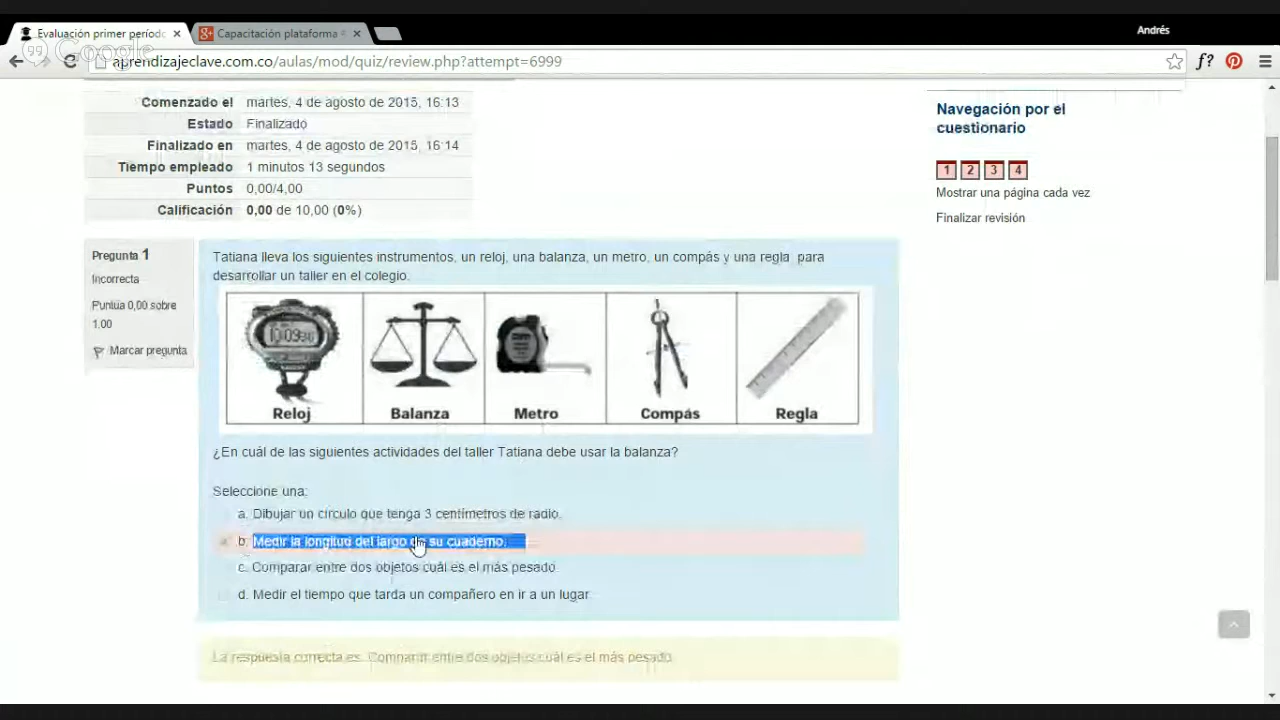 Andrés
Evaluación primer período
Capacitación plataforma
Google
aprendizajeclave.com.co/aulas/mod/quiz/review.php?attempt=6999
f?
Comenzado el martes, 4 de agosto de 2015, 16:13
Estado Finalizado
Finalizado en martes, 4 de agosto de 2015, 16:14
Tiempo empleado 1 minutos 13 segundos
Puntos 0,00/4,00
Calificación 0,00 de 10,00 (0%)
Navegación por el
cuestionario
1 2 3 4
Mostrar una página cada vez
Finalizar revisión
Pregunta 1
Incorrecta
Puntúa 0,00 sobre
1,00
Marcar pregunta
Tatiana lleva los siguientes instrumentos, un reloj, una balanza, un metro, un compás y una regla para
desarrollar un taller en el colegio.
Reloj Balanza Metro Compás Regla
¿En cuál de las siguientes actividades del taller Tatiana debe usar la balanza?
Seleccione una:
a. Dibujar un círculo que tenga 3 centímetros de radio.
b. Medir la longitud del largo de su cuaderno.
c. Comparar entre dos objetos cuál es el más pesado.
d. Medir el tiempo que tarda un compañero en ir a un lugar.
La respuesta correcta es: Comparar entre dos objetos cuál es el más pesado.